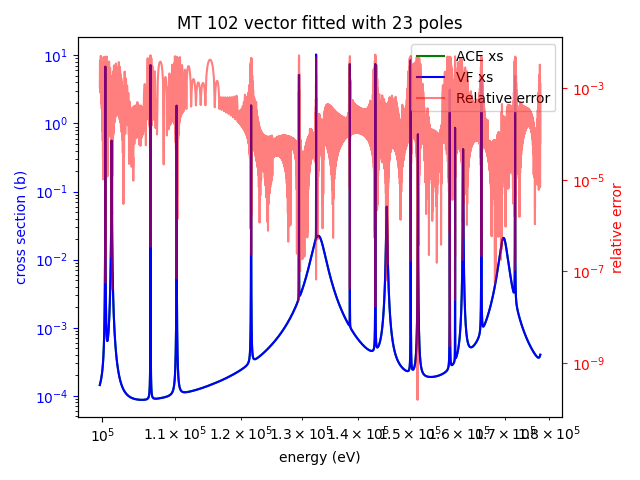 MT 102 vector fitted with 23 poles
ACE xs
VF xs
Relative error
cross section (b)
10¹
10⁰
10⁻¹
10⁻²
10⁻³
10⁻⁴
relative error
10⁻³
10⁻⁵
10⁻⁷
10⁻⁹
10⁵ 1.1 × 10⁵ 1.2 × 10⁵ 1.3 × 10⁵ 1.4 × 10⁵ 1.5 × 10⁵ 1.6 × 10⁵ 1.7 × 10⁵ 1.8 × 10⁵
energy (eV)